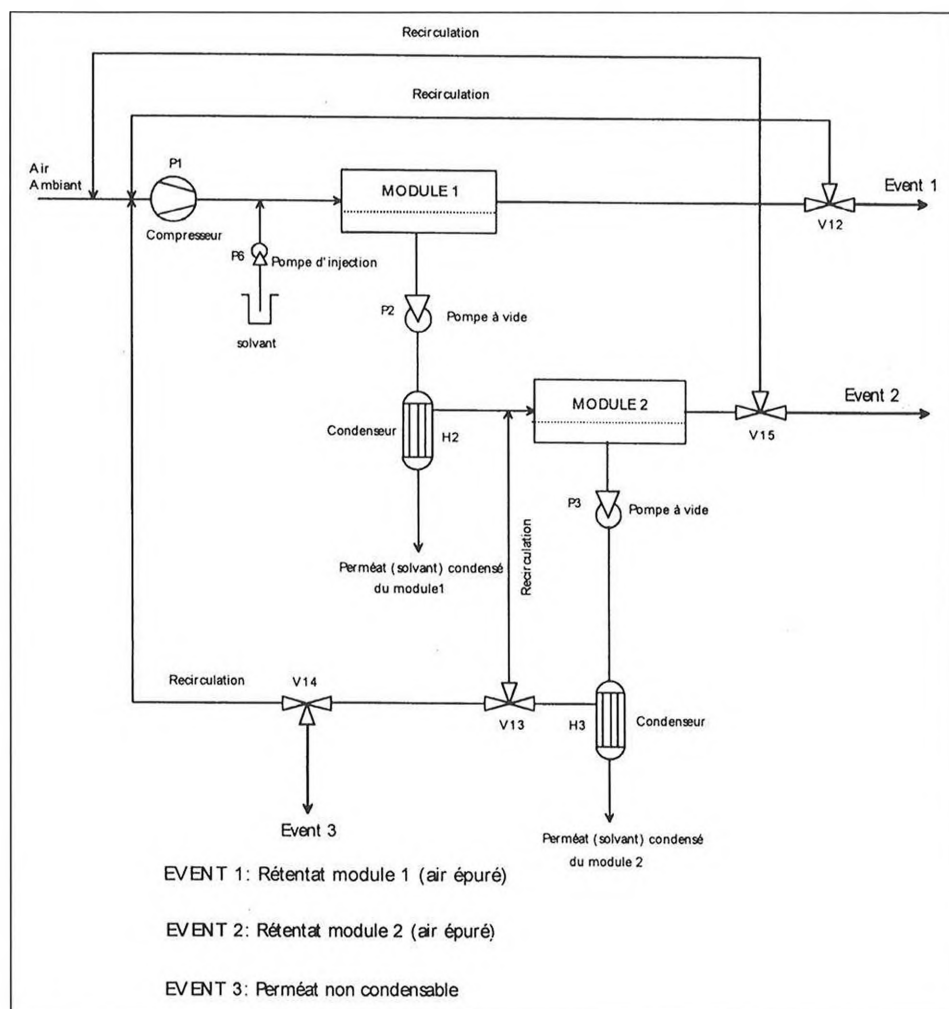 Recirculation
Recirculation
P1
Air
Ambiant
MODULE 1
Event 1
Compresseur
V12
P6
Pompe d'injection
solvant
P2
Pompe à vide
MODULE 2
Event 2
Condenseur
H2
V15
P3
Pompe à vide
Recirculation
Perméat (solvant) condensé
du module1
Recirculation
V14
V13
H3
Condenseur
Event 3
Perméat (solvant) condensé
du module 2
EVENT 1: Rétentat module 1 (air épuré)
EVENT 2: Rétentat module 2 (air épuré)
EVENT 3: Perméat non condensable